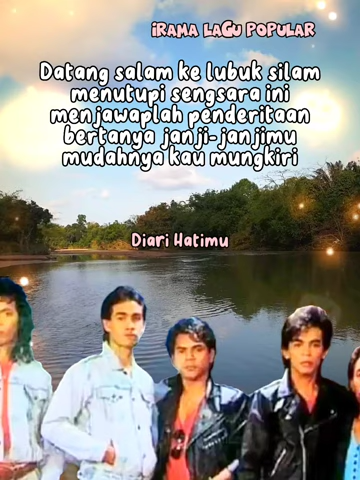 IRAMA LAGU POPULAR
Datang salam ke lubuk silam
menutupi sengsara ini
menjawaplah penderitaan
bertanya janji-janjimu
mudahnya kau mungkiri
Diari Hatimu